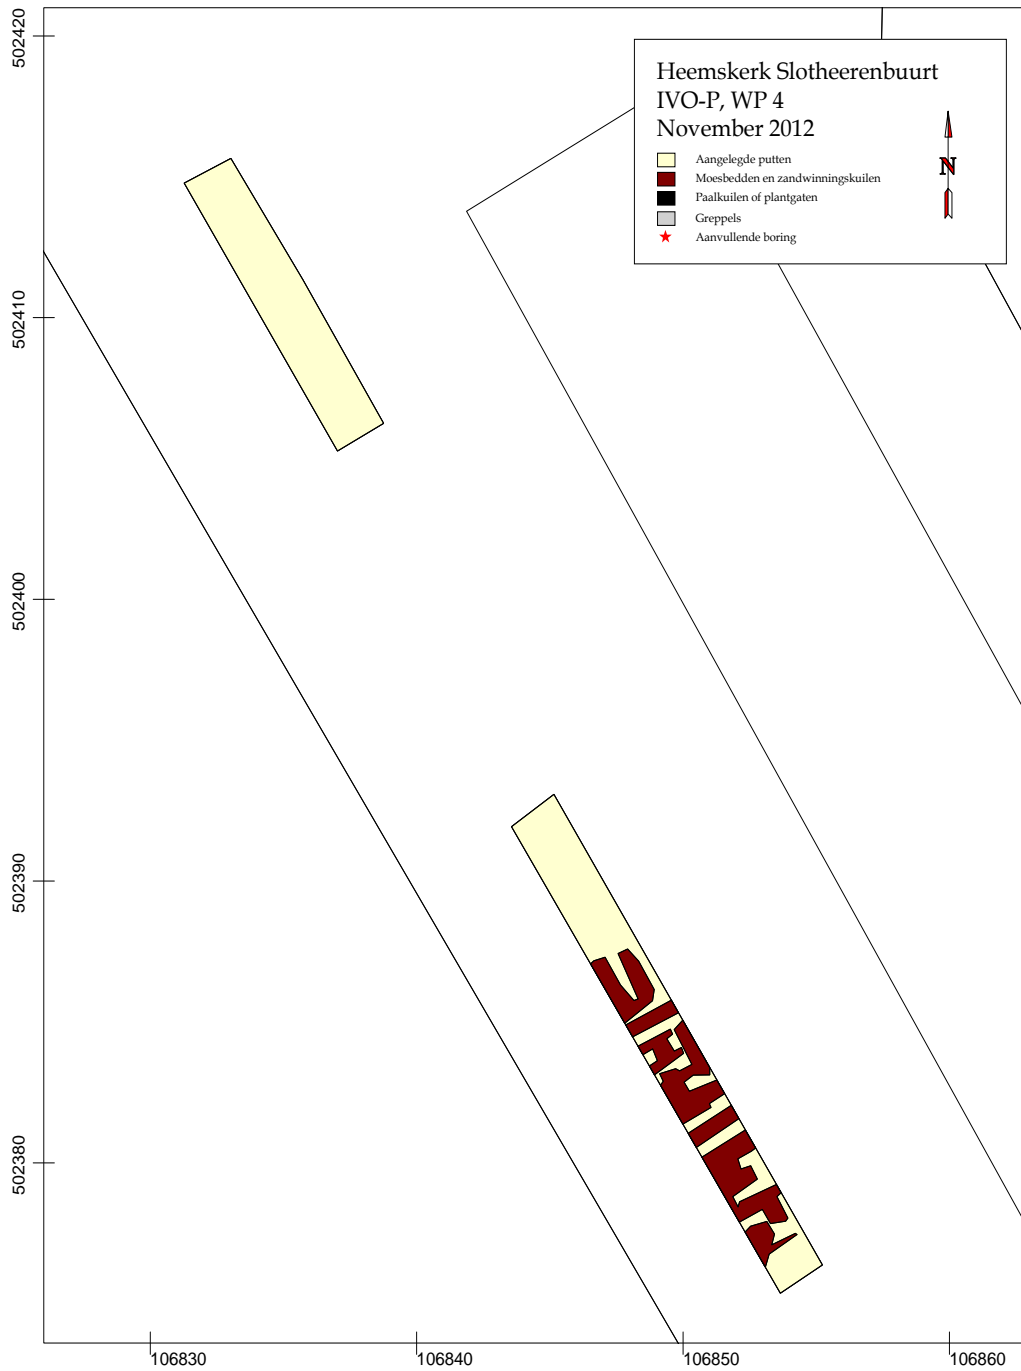 Heemskerk Slotheerenbuurt
IVO-P, WP 4
November 2012
Aangelegde putten
Moesbedden en zandwinningskuilen
Paalkuilen of plantgaten
Greppels
Aanvullende boring
N
502420
502410
502400
502390
502380
106830
106840
106850
106860